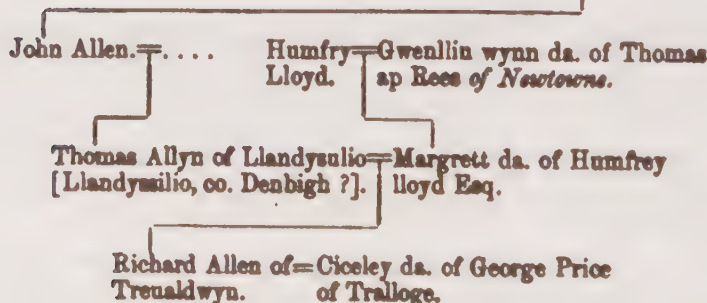 John Allen.=.... Humfry=Gwenllin wynn da. of Thomas
Lloyd. ap Rees of Newtowne.
Thomas Allyn of Llandysulio=Margrett da. of Humfrey
[Llandysilio, co. Denbigh ?]. lloyd Esq.
Richard Allen of=Ciceley da. of George Price
Treualdwyn. of Tralloge.